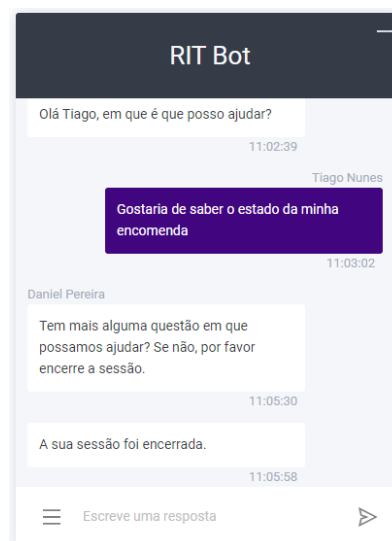 RIT Bot
Olá Tiago, em que é que posso ajudar?
11:02:39
Tiago Nunes
Gostaria de saber o estado da minha
encomenda
11:03:02
Daniel Pereira
Tem mais alguma questão em que
possamos ajudar? Se não, por favor
encerre a sessão.
11:05:30
A sua sessão foi encerrada.
11:05:58
Escreve uma resposta